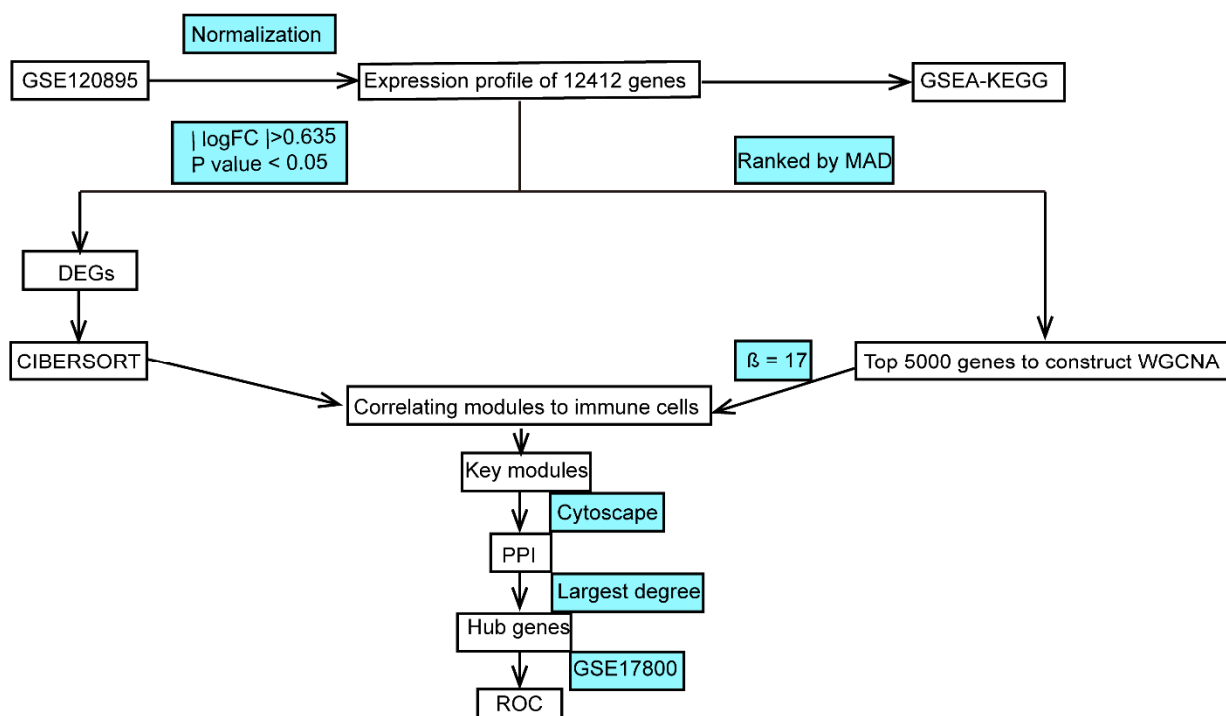 Normalization
GSE120895
Expression profile of 12412 genes
GSEA-KEGG
| logFC |>0.635
P value < 0.05
Ranked by MAD
DEGs
CIBERSORT
ß = 17
Top 5000 genes to construct WGCNA
Correlating modules to immune cells
Key modules
Cytoscape
PPI
Largest degree
Hub genes
GSE17800
ROC